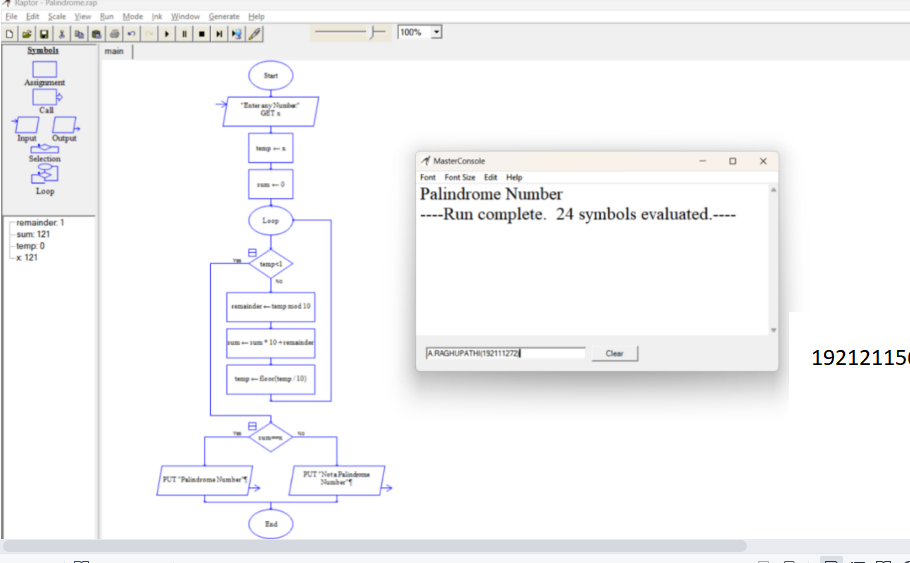 Raptor - Palindrome.rap
File Edit Scale View Run Mode Ink Window Generate Help
100%
Symbols
main
Assignment
Call
Input Output
Selection
Loop
remainder: 1
sum: 121
temp: 0
x: 121
Start
"Enter any Number"
GET x
temp ← x
sum ← 0
Loop
Yes
temp<1
No
remainder ← temp mod 10
sum ← sum * 10 + remainder
temp ← floor(temp / 10)
Yes
sum==x
No
PUT "Palindrome Number"¶
PUT "Not a Palindrome
Number"¶
End
MasterConsole
Font Font Size Edit Help
Palindrome Number
----Run complete. 24 symbols evaluated.----
A.RAGHUPATHI(192111272)
Clear
19212115